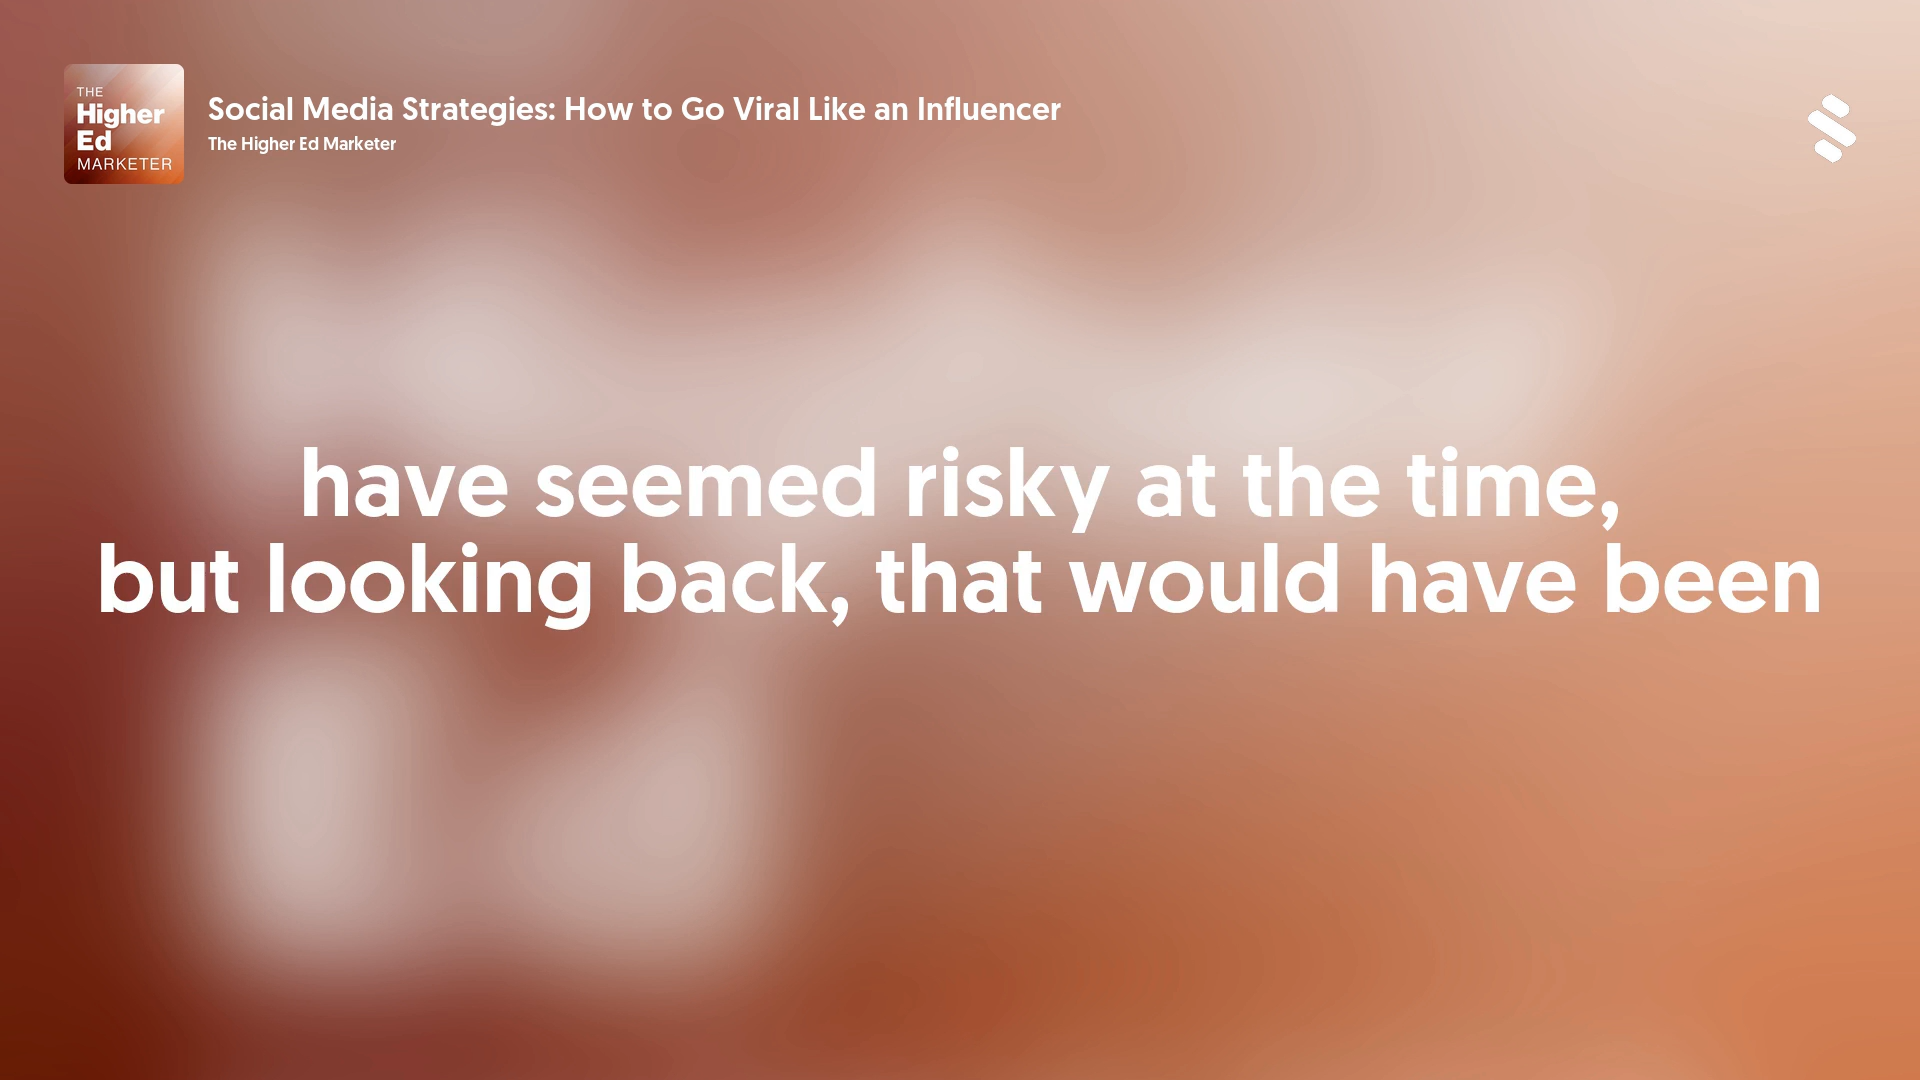 THE
Higher
Ed
MARKETER
Social Media Strategies: How to Go Viral Like an Influencer
The Higher Ed Marketer
have seemed risky at the time,
but looking back, that would have been